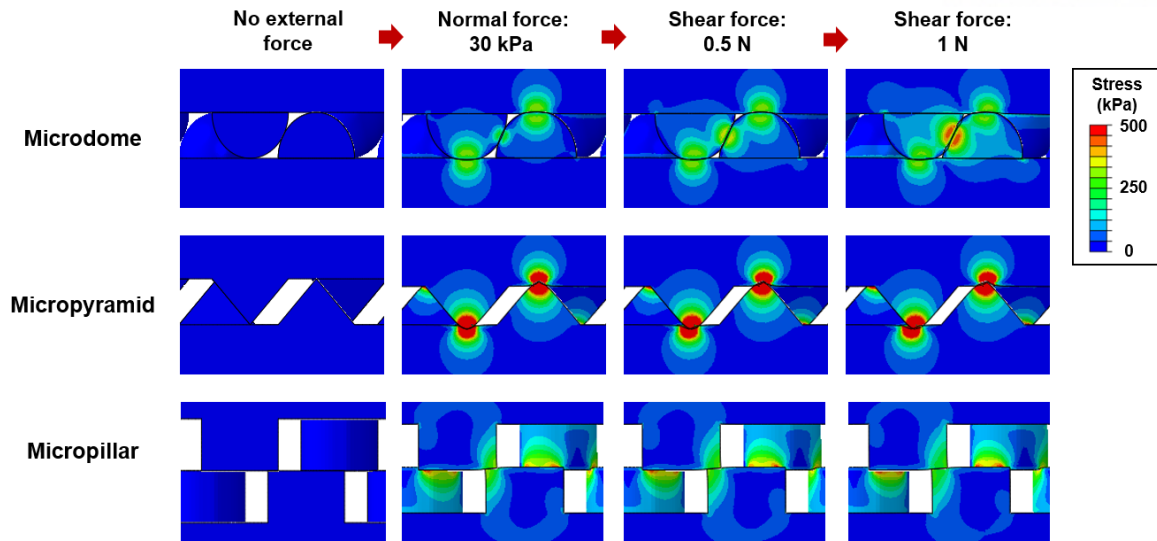 No external
force
Normal force:
30 kPa
Shear force:
0.5 N
Shear force:
1 N
Stress
(kPa)
500
250
0
Microdome
Micropyramid
Micropillar